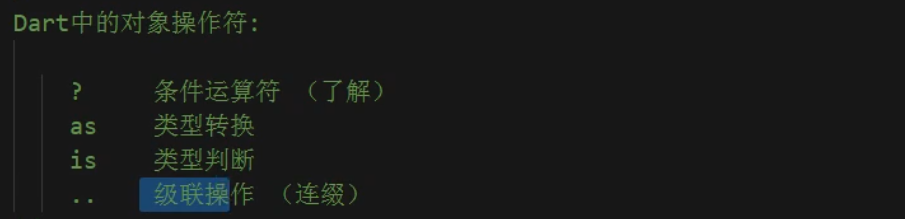 Dart中的对象操作符:
?    条件运算符 （了解）
as    类型转换
is    类型判断
..    级联操作 （连缀）